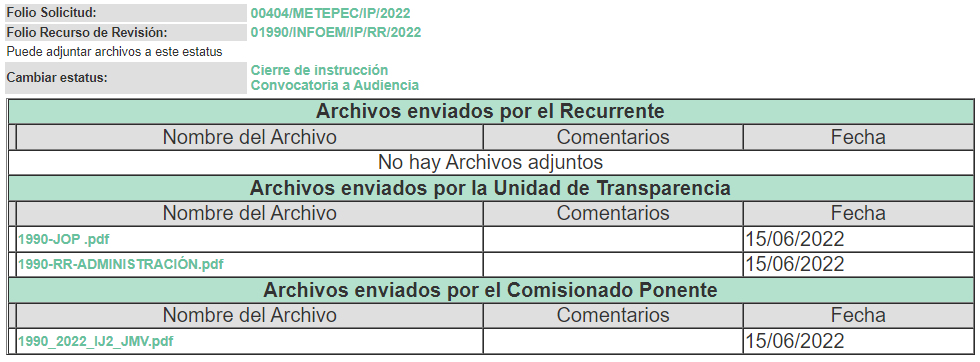 Folio Solicitud: 00404/METEPEC/IP/2022
Folio Recurso de Revisión: 01990/INFOEM/IP/RR/2022
Puede adjuntar archivos a este estatus
Cambiar estatus: Cierre de instrucción
Convocatoria a Audiencia
Archivos enviados por el Recurrente
Nombre del Archivo Comentarios Fecha
No hay Archivos adjuntos
Archivos enviados por la Unidad de Transparencia
Nombre del Archivo Comentarios Fecha
1990-JOP .pdf 15/06/2022
1990-RR-ADMINISTRACIÓN.pdf 15/06/2022
Archivos enviados por el Comisionado Ponente
Nombre del Archivo Comentarios Fecha
1990_2022_IJ2_JMV.pdf 15/06/2022